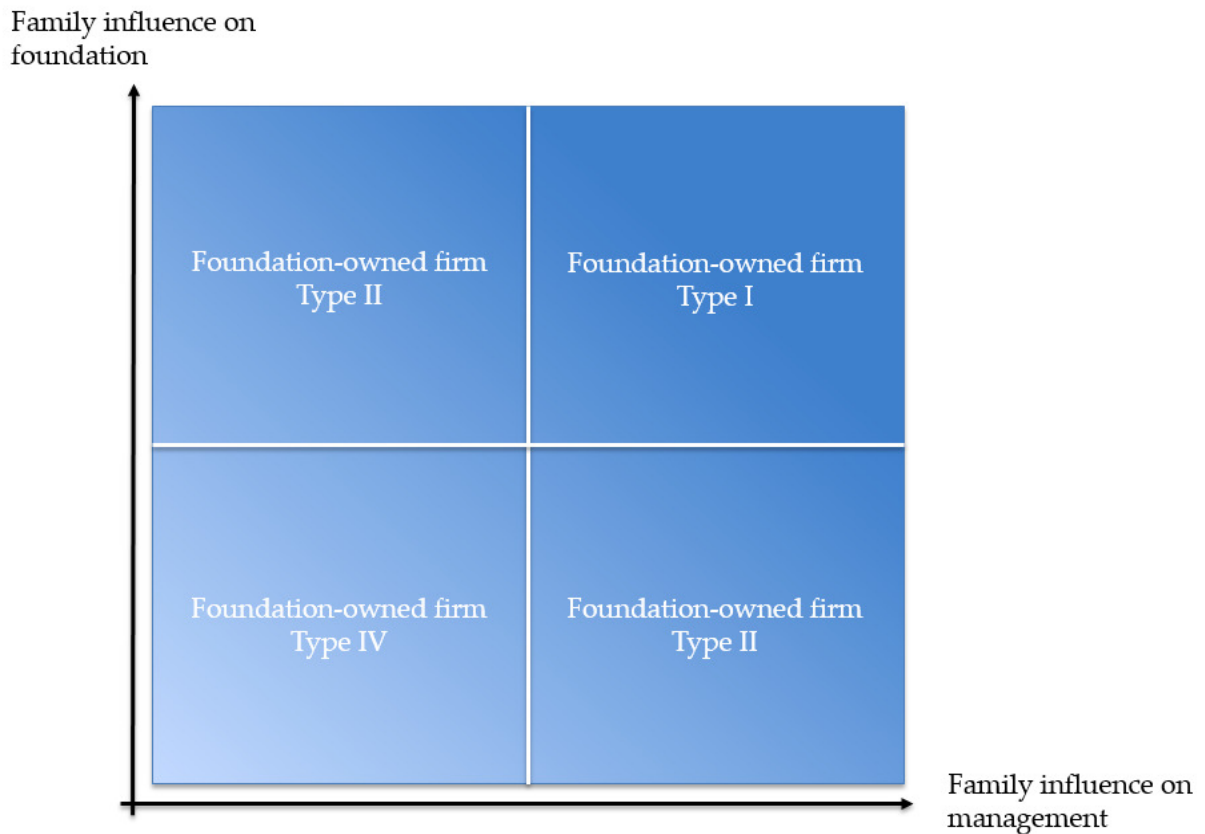 Family influence on
foundation
Foundation-owned firm
Type II
Foundation-owned firm
Type I
Foundation-owned firm
Type IV
Foundation-owned firm
Type II
Family influence on
management